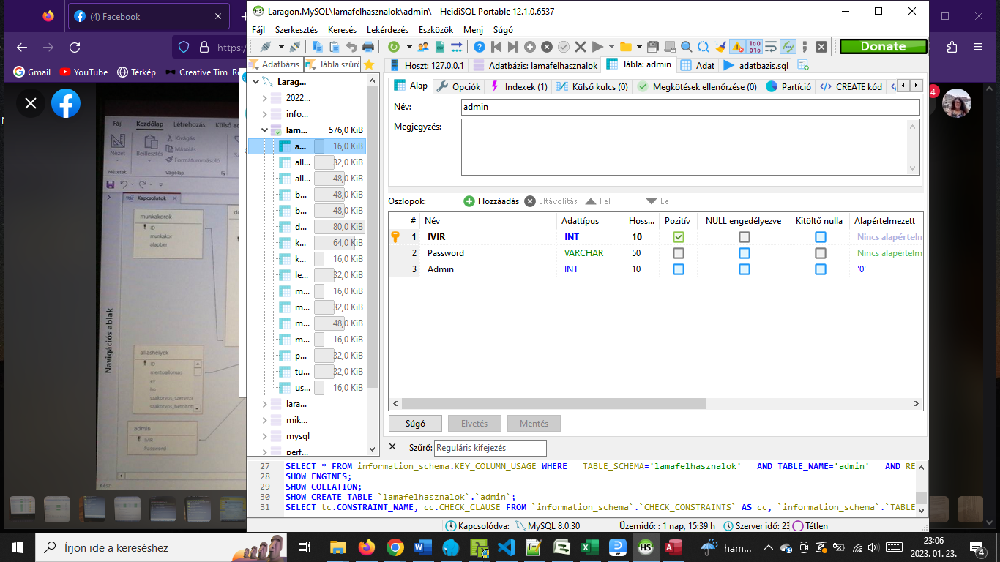 Laragon.MySQL\lamafelhasznalok\admin\ - HeidiSQL Portable 12.1.0.6537
(4) Facebook
Fájl Szerkesztés Keresés Lekérdezés Eszközök Menj Súgó
https:/
Donate
Gmail YouTube Térkép Creative Tim
Adatbázis Tábla szűrő
Hoszt: 127.0.0.1 Adatbázis: lamafelhasznalok Tábla: admin Adat adatbazis.sql
Alap Opciók Indexek (1) Külső kulcs (0) Megkötések ellenőrzése (0) Partíció CREATE kód
4
Név: admin
Megjegyzés:
Larag...
2022...
info...
lam... 576,0 KiB
a... 16,0 KiB
all... 32,0 KiB
all... 48,0 KiB
b... 48,0 KiB
b... 48,0 KiB
d... 80,0 KiB
k... 64,0 KiB
k... 16,0 KiB
le... 32,0 KiB
m... 16,0 KiB
m... 32,0 KiB
m... 48,0 KiB
m... 16,0 KiB
p... 32,0 KiB
tu... 32,0 KiB
us... 16,0 KiB
lara...
mik...
mysql
perf...
Oszlopok: Hozzáadás Eltávolítás Fel Le
# Név Adattípus Hoss... Pozitív NULL engedélyezve Kitöltő nulla Alapértelmezett
1 IVIR INT 10 Nincs alapértelm
2 Password VARCHAR 50 Nincs alapértelm
3 Admin INT 10 '0'
Súgó Elvetés Mentés
Szűrő: Reguláris kifejezés
27 SELECT * FROM information_schema.KEY_COLUMN_USAGE WHERE TABLE_SCHEMA='lamafelhasznalok' AND TABLE_NAME='admin' AND RE
28 SHOW ENGINES;
29 SHOW COLLATION;
30 SHOW CREATE TABLE `lamafelhasznalok`.`admin`;
31 SELECT tc.CONSTRAINT_NAME, cc.CHECK_CLAUSE FROM `information_schema`.`CHECK_CONSTRAINTS` AS cc, `information_schema`.`TABLE
Kapcsolódva: MySQL 8.0.30 Üzemidő: : 1 nap, 15:39 h Szerver idő: 23 Tétlen
Fájl Kezdőlap Létrehozás Külső a
Nézet Beillesztés Kivágás
Másolás
Formátummásoló
Nézetek Vágólap
Kapcsolatok
Navigációs ablak
munkakorok
ID
munkakor
alapber
allashelyek
ID
mentoallomas
ev
ho
szakorvos_szervezo
szakorvos_betoltott
admin
IVIR
Password
Kész
Írjon ide a kereséshez
ham...
23:06
2023. 01. 23.
4